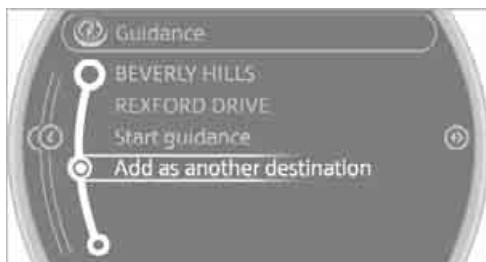 Guidance
BEVERLY HILLS
REXFORD DRIVE
Start guidance
Add as another destination